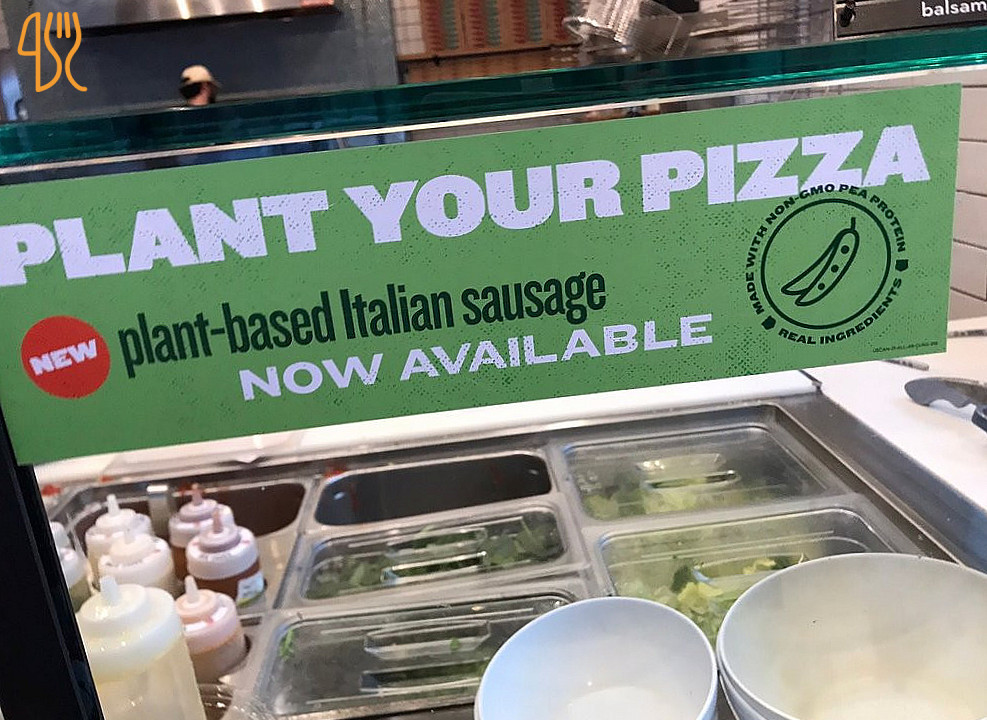 balsam
PLANT YOUR PIZZA
NEW
plant-based Italian sausage
NOW AVAILABLE
MADE WITH NON-GMO PEA PROTEIN
REAL INGREDIENTS